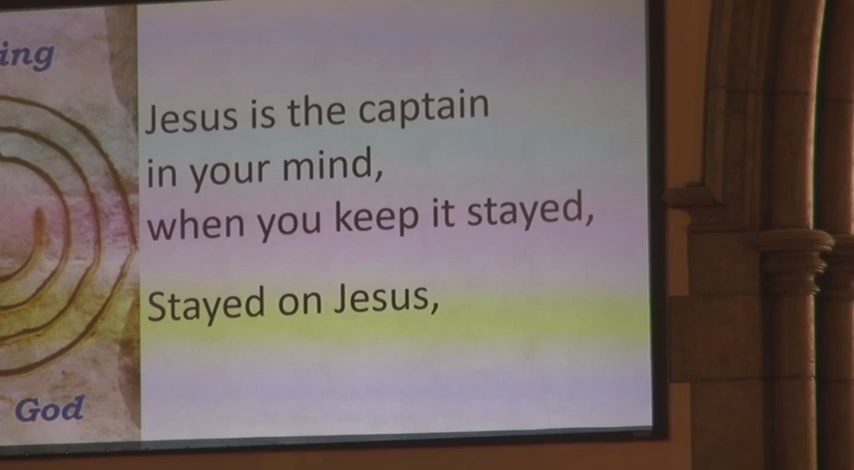 ing
Jesus is the captain
in your mind,
when you keep it stayed,
Stayed on Jesus,
God